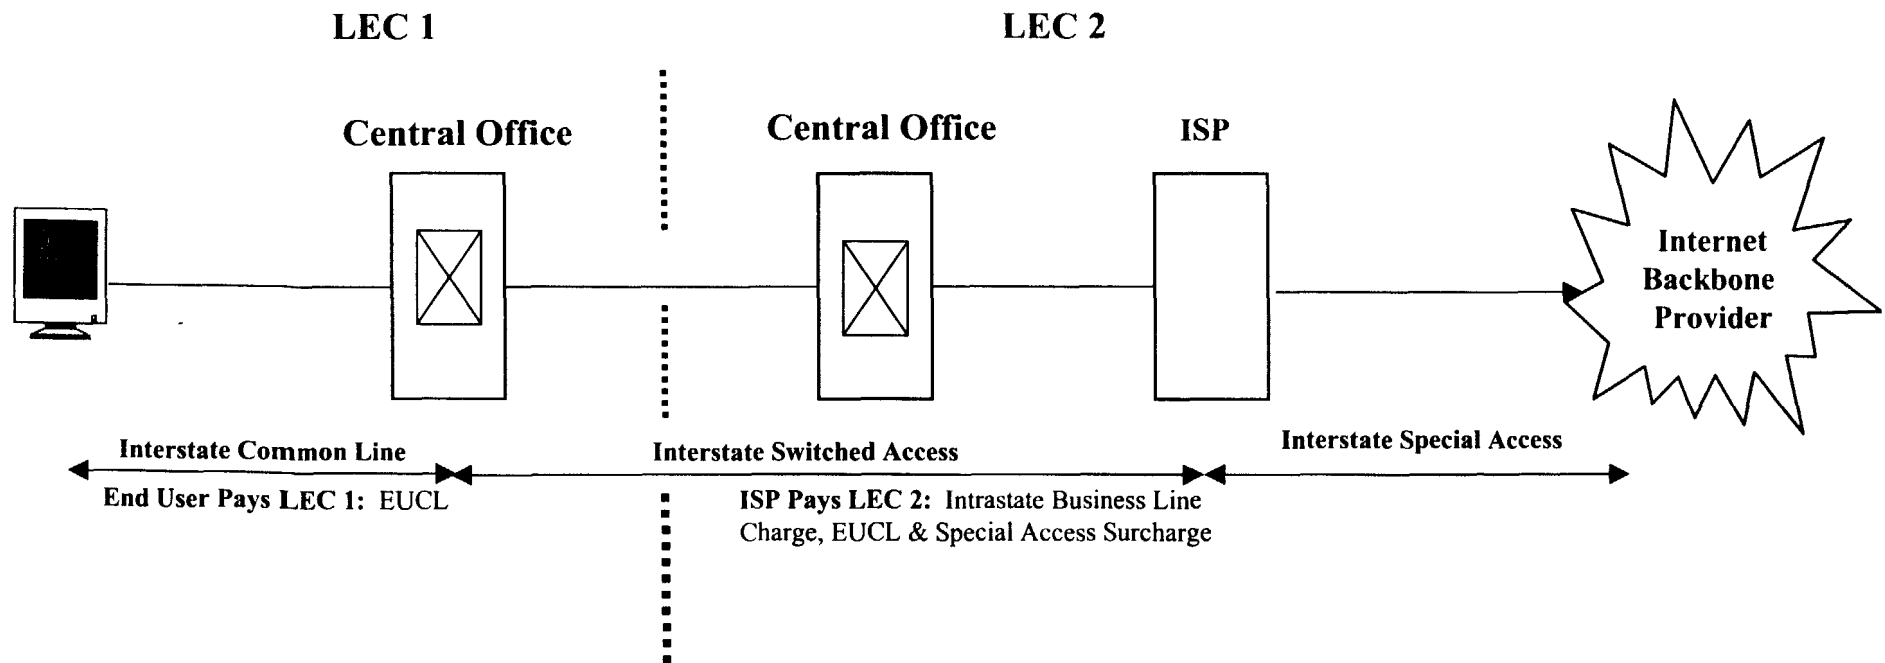 LEC 1
LEC 2
Central Office
Central Office
ISP
Internet
Backbone
Provider
Interstate Common Line
Interstate Switched Access
Interstate Special Access
End User Pays LEC 1: EUCL
ISP Pays LEC 2: Intrastate Business Line
Charge, EUCL & Special Access Surcharge